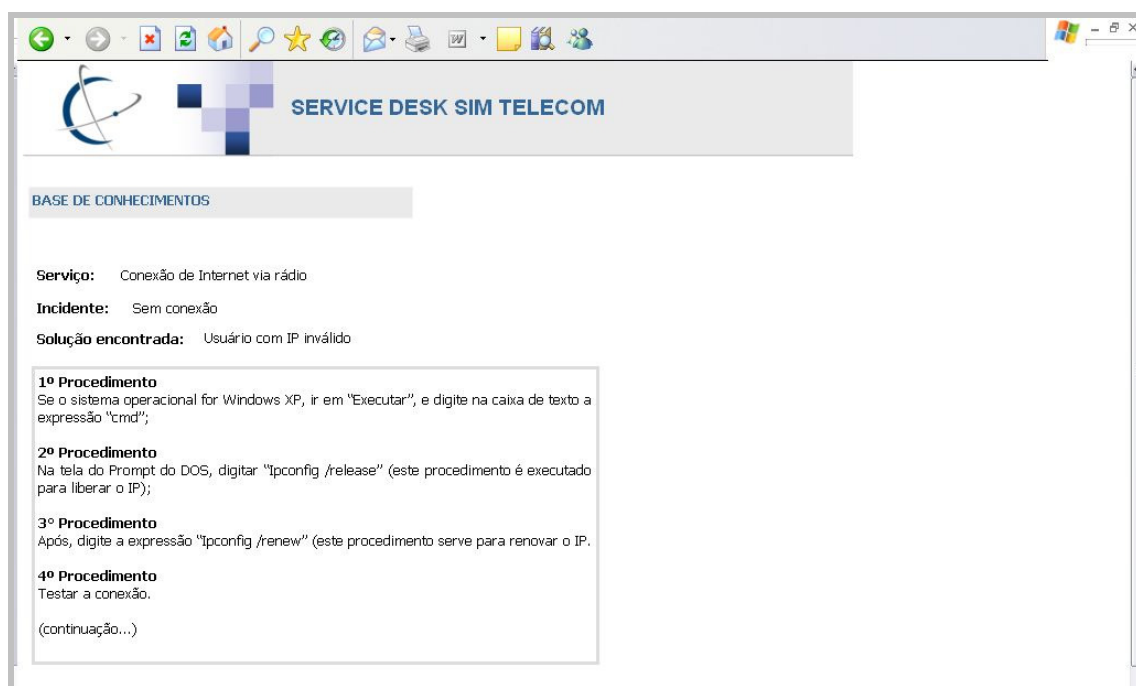 SERVICE DESK SIM TELECOM
BASE DE CONHECIMENTOS
Serviço: Conexão de Internet via rádio
Incidente: Sem conexão
Solução encontrada: Usuário com IP inválido
1º Procedimento
Se o sistema operacional for Windows XP, ir em "Executar", e digite na caixa de texto a
expressão "cmd";
2º Procedimento
Na tela do Prompt do DOS, digitar "Ipconfig /release" (este procedimento é executado
para liberar o IP);
3º Procedimento
Após, digite a expressão "Ipconfig /renew" (este procedimento serve para renovar o IP.
4º Procedimento
Testar a conexão.
(continuação...)